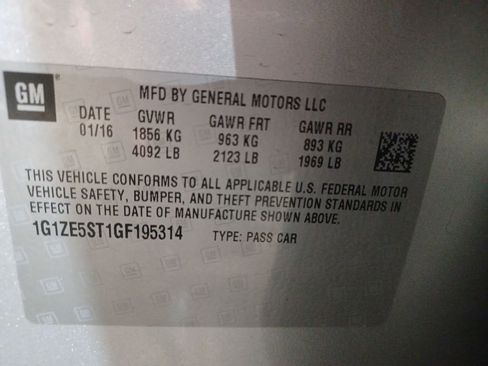 GM
MFD BY GENERAL MOTORS LLC
DATE GVWR GAWR FRT GAWR RR
01/16 1856 KG 963 KG 893 KG
4092 LB 2123 LB 1969 LB
THIS VEHICLE CONFORMS TO ALL APPLICABLE U.S. FEDERAL MOTOR
VEHICLE SAFETY, BUMPER, AND THEFT PREVENTION STANDARDS IN
EFFECT ON THE DATE OF MANUFACTURE SHOWN ABOVE.
1G1ZE5ST1GF195314 TYPE: PASS CAR